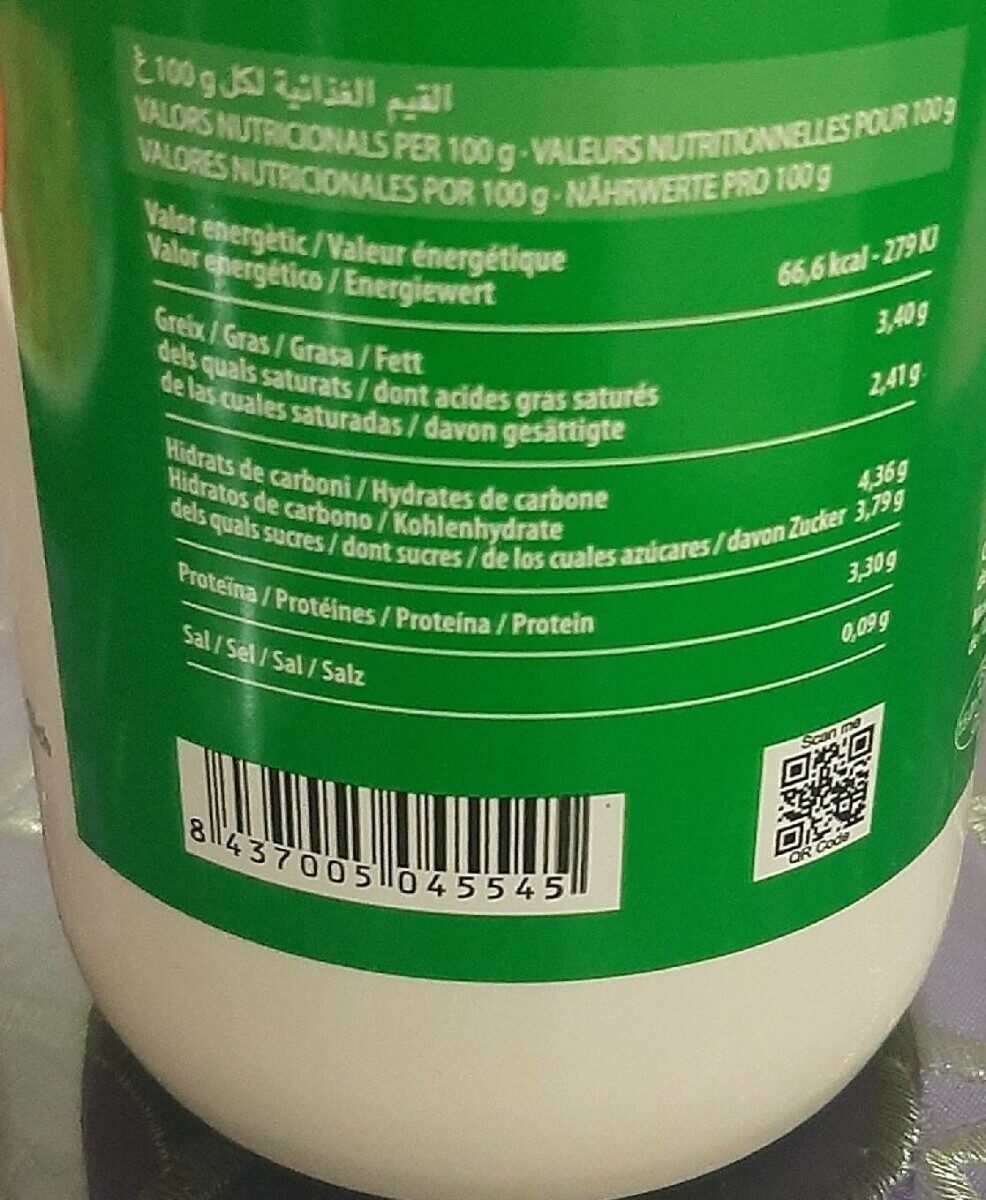 القيم الغذائية لكل 100 g غ
VALORS NUTRICIONALS PER 100 g - VALEURS NUTRITIONNELLES POUR 100 g
VALORES NUTRICIONALES POR 100 g - NÄHRWERTE PRO 100 g
Valor energètic / Valeur énergétique
Valor energético / Energiewert 66,6 kcal - 279 KJ
Greix / Gras / Grasa / Fett 3,40 g
dels quals saturats / dont acides gras saturés
de las cuales saturadas / davon gesättigte 2,41 g
Hidrats de carboni / Hydrates de carbone
Hidratos de carbono / Kohlenhydrate 4,36 g
dels quals sucres / dont sucres / de los cuales azúcares / davon Zucker 3,79 g
Proteïna / Protéines / Proteína / Protein 3,30 g
Sal / Sel / Sal / Salz 0,09 g
8 437005 045545
Scan me
QR Code